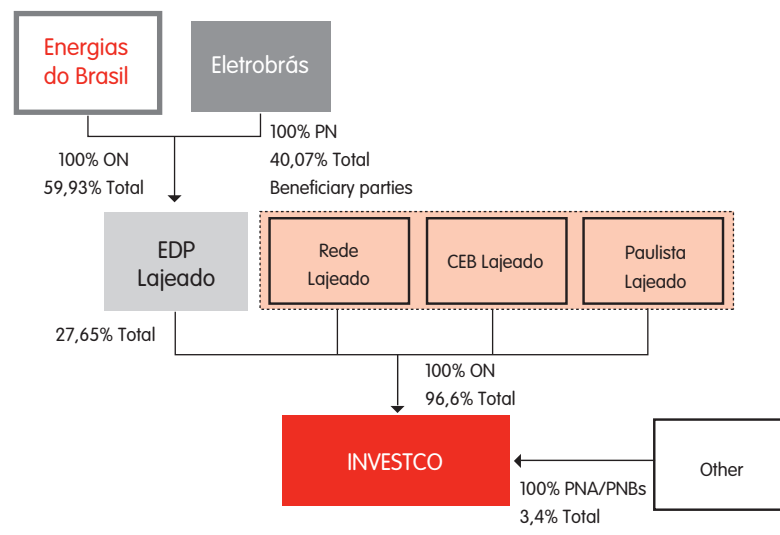 Energias
do Brasil
Eletrobrás
100% ON
59,93% Total
100% PN
40,07% Total
Beneficiary parties
EDP
Lajeado
Rede
Lajeado
CEB Lajeado
Paulista
Lajeado
27,65% Total
100% ON
96,6% Total
INVESTCO
Other
100% PNA/PNBs
3,4% Total